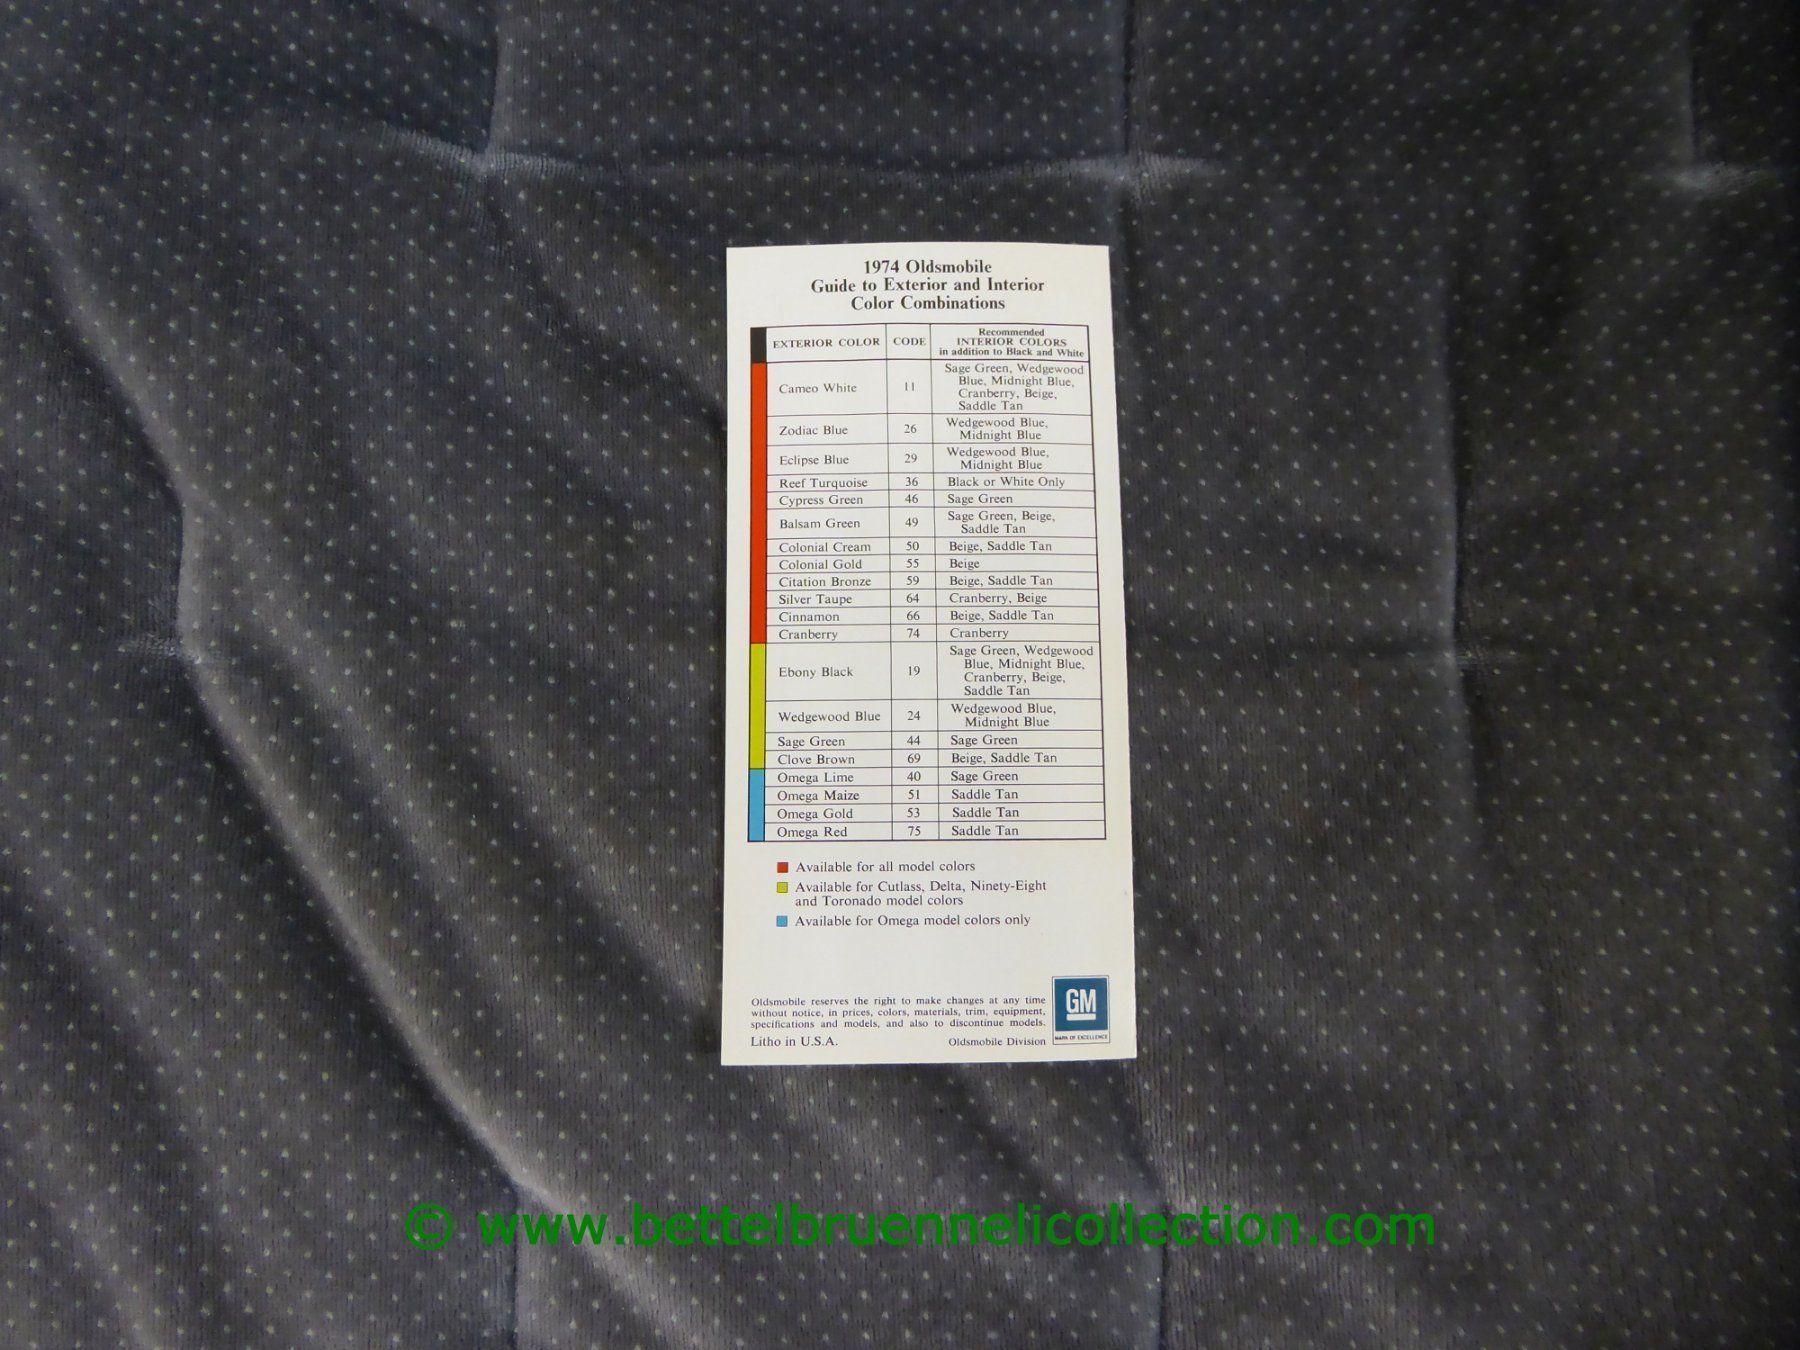 1974 Oldsmobile
Guide to Exterior and Interior
Color Combinations
EXTERIOR COLOR CODE Recommended INTERIOR COLORS in addition to Black and White
Cameo White 11 Sage Green, Wedgewood
Blue, Midnight Blue,
Cranberry, Beige,
Saddle Tan
Zodiac Blue 26 Wedgewood Blue,
Midnight Blue
Eclipse Blue 29 Wedgewood Blue,
Midnight Blue
Reef Turquoise 36 Black or White Only
Cypress Green 46 Sage Green
Balsam Green 49 Sage Green, Beige,
Saddle Tan
Colonial Cream 50 Beige, Saddle Tan
Colonial Gold 55 Beige
Citation Bronze 59 Beige, Saddle Tan
Silver Taupe 64 Cranberry, Beige
Cinnamon 66 Beige, Saddle Tan
Cranberry 74 Cranberry
Ebony Black 19 Sage Green, Wedgewood
Blue, Midnight Blue,
Cranberry, Beige,
Saddle Tan
Wedgewood Blue 24 Wedgewood Blue,
Midnight Blue
Sage Green 44 Sage Green
Clove Brown 69 Beige, Saddle Tan
Omega Lime 40 Sage Green
Omega Maize 51 Saddle Tan
Omega Gold 53 Saddle Tan
Omega Red 75 Saddle Tan
Available for all model colors
Available for Cutlass, Delta, Ninety-Eight
and Toronado model colors
Available for Omega model colors only
Oldsmobile reserves the right to make changes at any time
without notice, in prices, colors, materials, trim, equipment,
specifications and models, and also to discontinue models.
Litho in U.S.A. Oldsmobile Division
GM
MARK OF EXCELLENCE
© www.bettelbruennelicollection.com